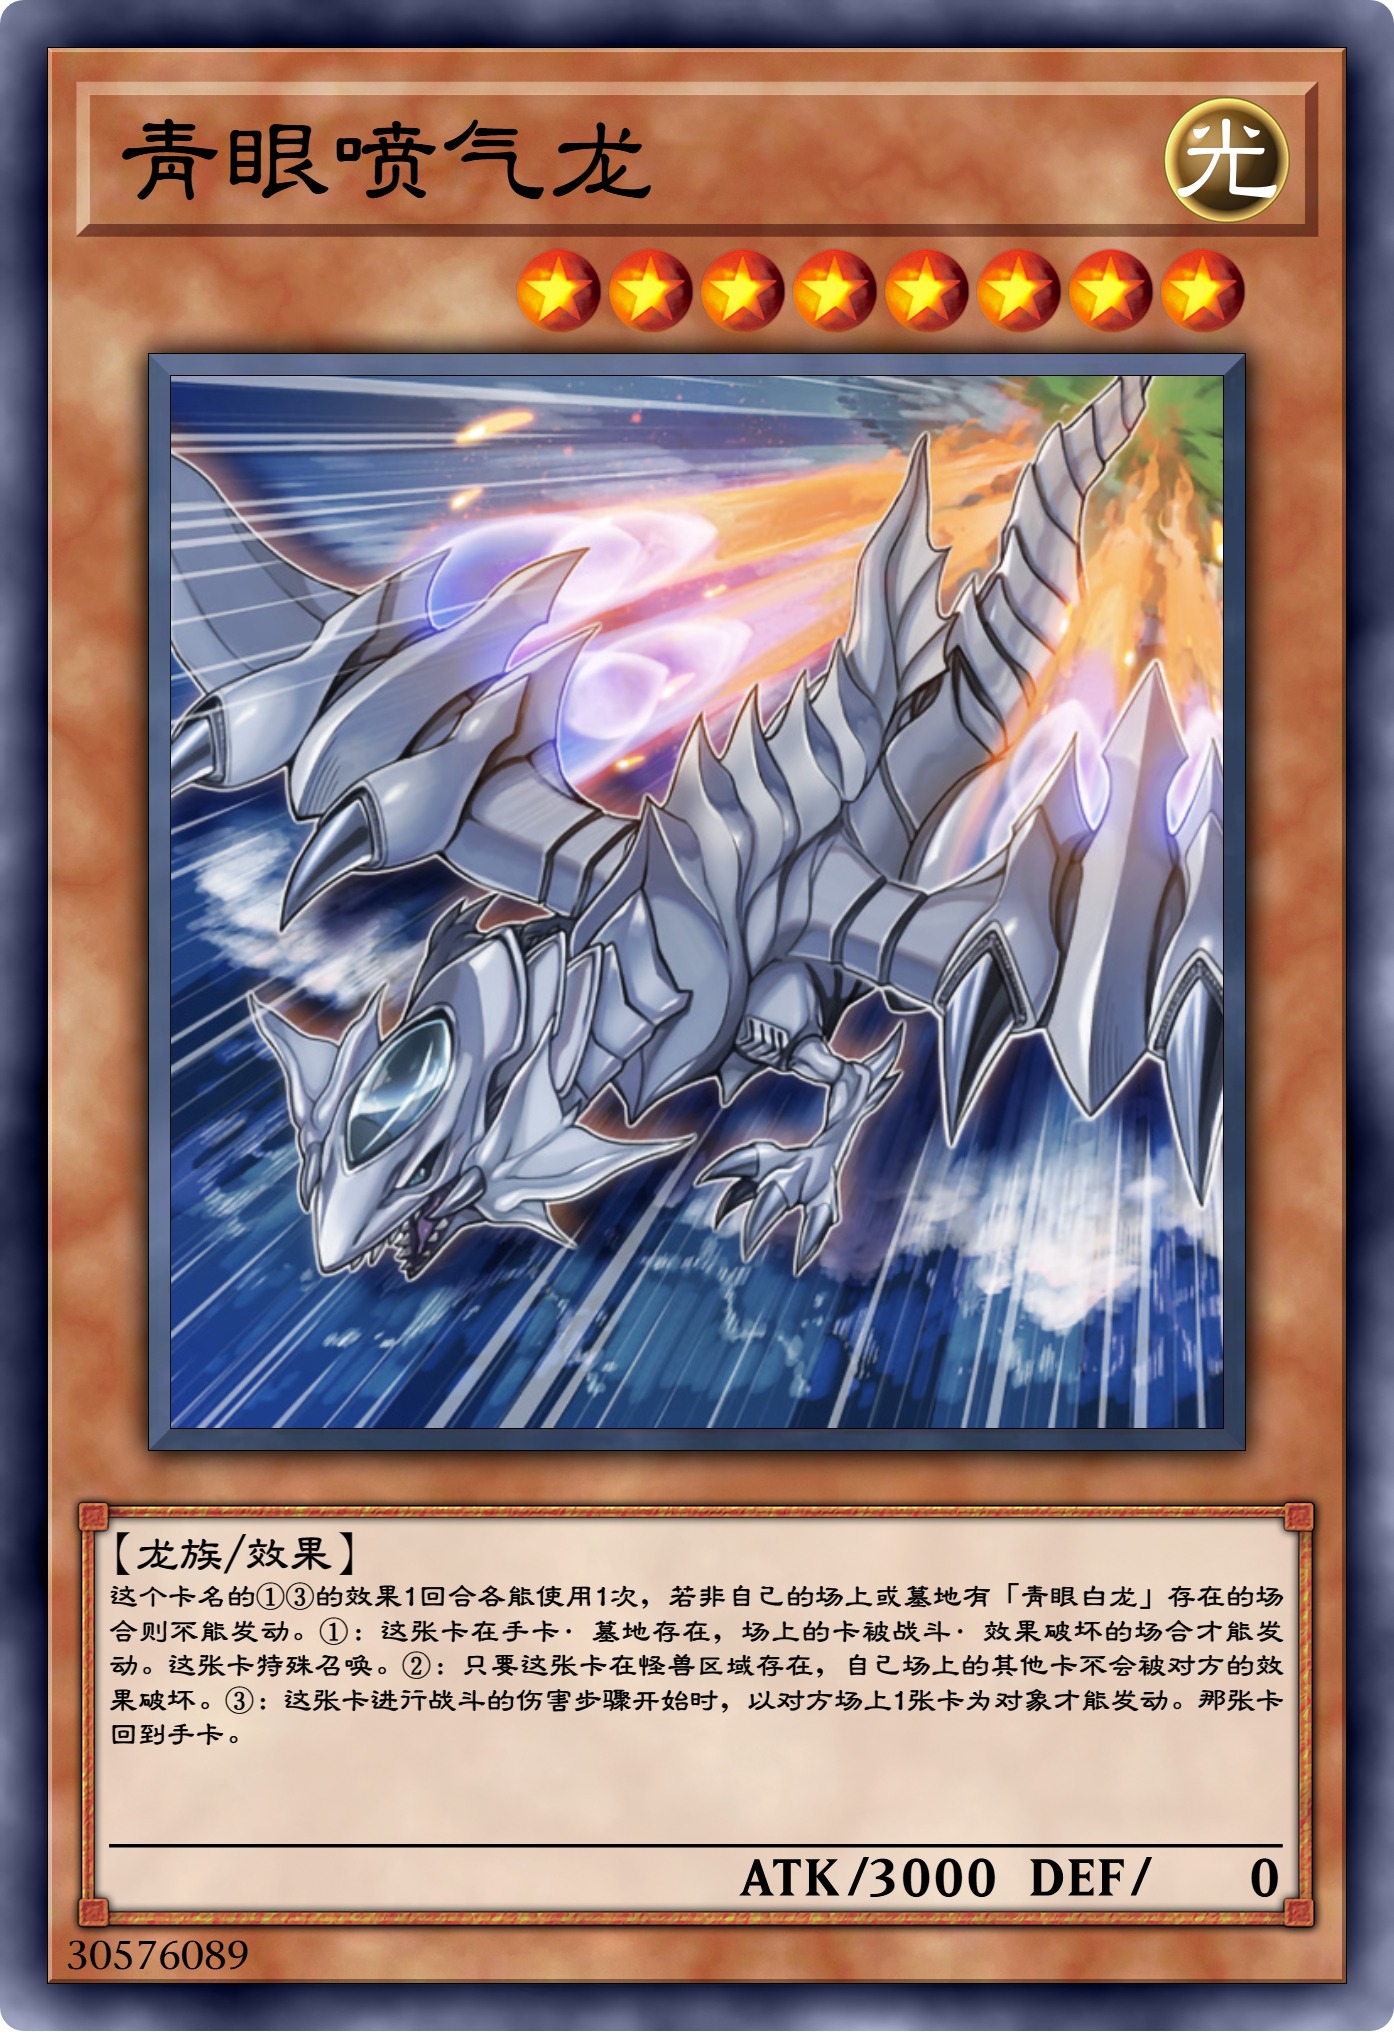 青眼喷气龙
光
【龙族/效果】
这个卡名的①③的效果1回合各能使用1次，若非自己的场上或墓地有「青眼白龙」存在的场
合则不能发动。①：这张卡在手卡·墓地存在，场上的卡被战斗·效果破坏的场合才能发
动。这张卡特殊召唤。②：只要这张卡在怪兽区域存在，自己场上的其他卡不会被对方的效
果破坏。③：这张卡进行战斗的伤害步骤开始时，以对方场上1张卡为对象才能发动。那张卡
回到手卡。
ATK/3000 DEF/ 0
30576089